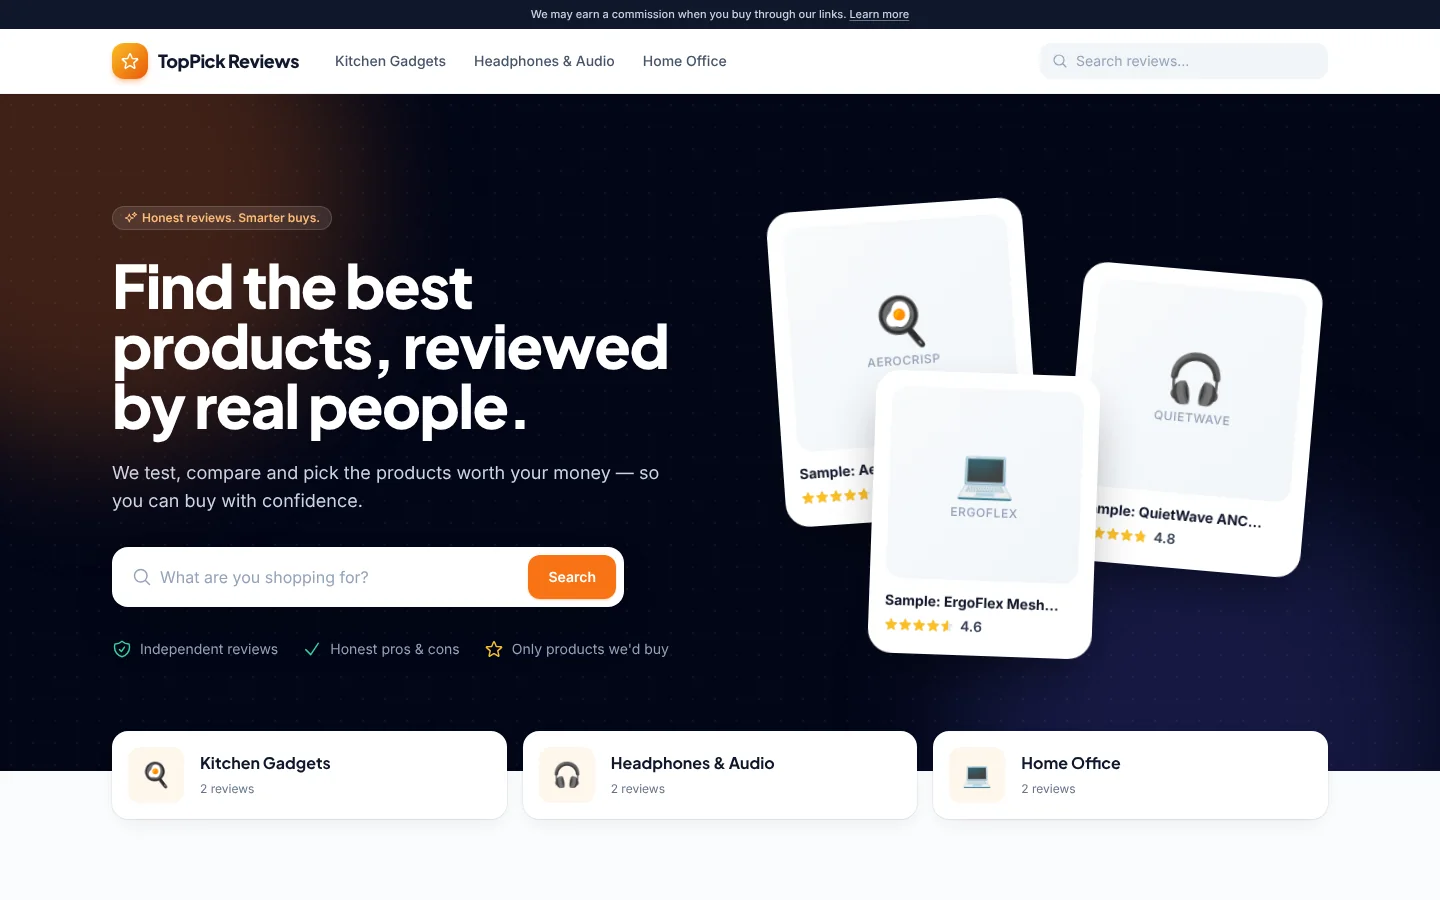 We may earn a commission when you buy through our links. Learn more
TopPick Reviews
Kitchen Gadgets
Headphones & Audio
Home Office
Search reviews...
Honest reviews. Smarter buys.
Find the best
products, reviewed
by real people.
We test, compare and pick the products worth your money — so
you can buy with confidence.
What are you shopping for?
Search
Independent reviews
Honest pros & cons
Only products we'd buy
AEROCRISP
Sample: Ae
QUIETWAVE
mple: QuietWave ANC...
4.8
ERGOFLEX
Sample: ErgoFlex Mesh...
4.6
Kitchen Gadgets
2 reviews
Headphones & Audio
2 reviews
Home Office
2 reviews